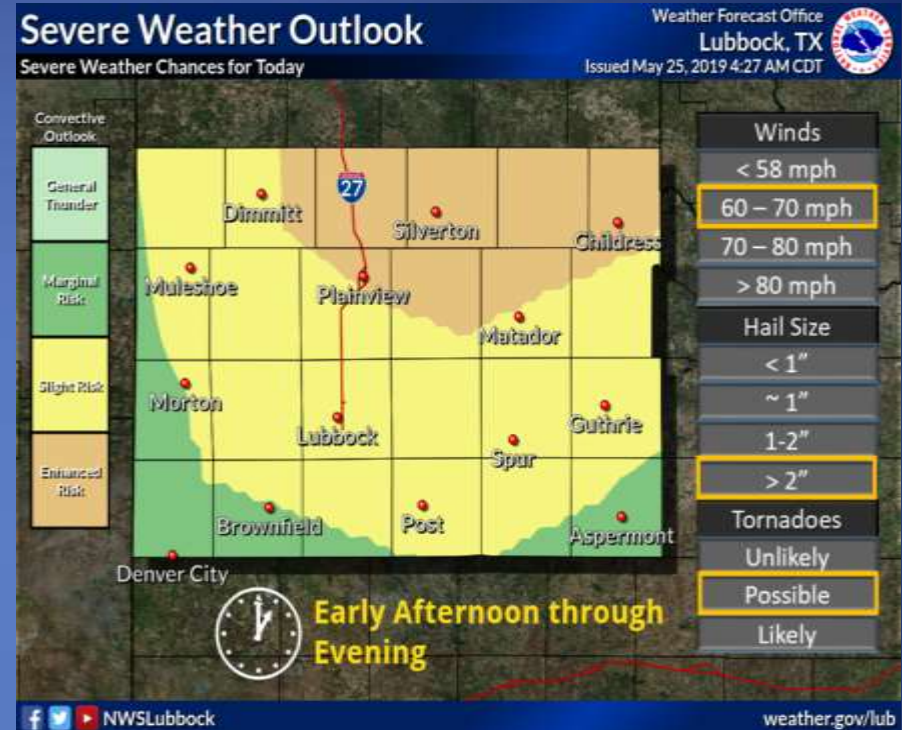 Severe Weather Outlook
Severe Weather Chances for Today
Weather Forecast Office
Lubbock, TX
Issued May 25, 2019 4:27 AM CDT
Convective
Outlook
General
Thunder
Marginal
Risk
Slight Risk
Enhanced
Risk
27
Dimmitt
Silverton
Childress
Muleshoe
Plainview
Matador
Morton
Lubbock
Guthrie
Spur
Brownfield
Post
Aspermont
Denver City
Early Afternoon through
Evening
Winds
< 58 mph
60 – 70 mph
70 – 80 mph
> 80 mph
Hail Size
< 1”
~ 1”
1-2”
> 2”
Tornadoes
Unlikely
Possible
Likely
NWSLubbock
weather.gov/lub